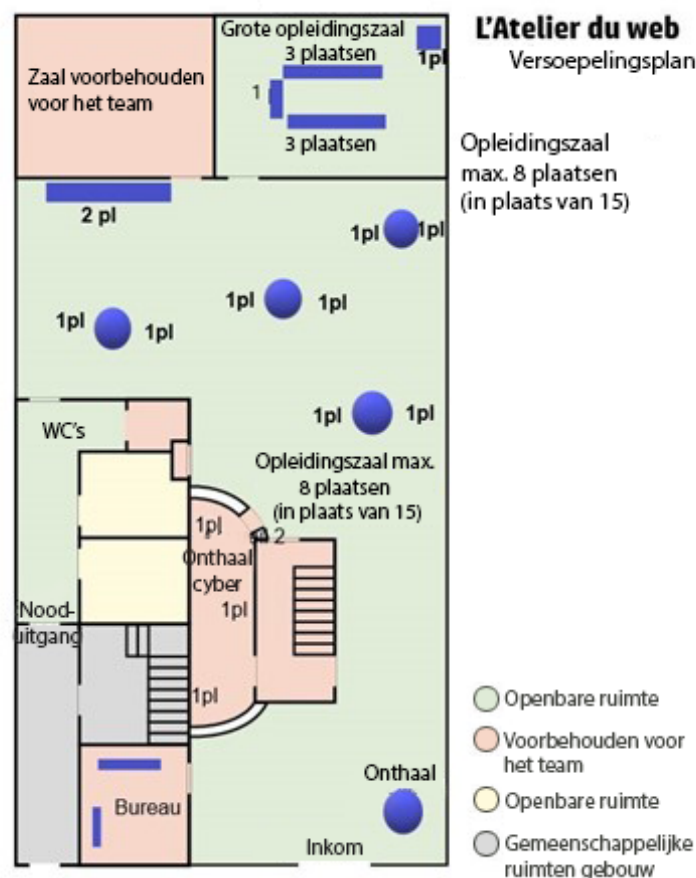 L'Atelier du web
Versoepelingsplan
Grote opleidingszaal
3 plaatsen
1pl
1
3 plaatsen
Zaal voorbehouden
voor het team
Opleidingszaal
max. 8 plaatsen
(in plaats van 15)
2 pl
1pl 1pl
1pl 1pl
1pl 1pl
1pl 1pl
WC's
Opleidingszaal max.
8 plaatsen
(in plaats van 15)
1pl
2
Onthaal
cyber
1pl
Nood-
uitgang
1pl
Openbare ruimte
Voorbehouden voor
het team
Openbare ruimte
Gemeenschappelijke
ruimten gebouw
Onthaal
Bureau
Inkom